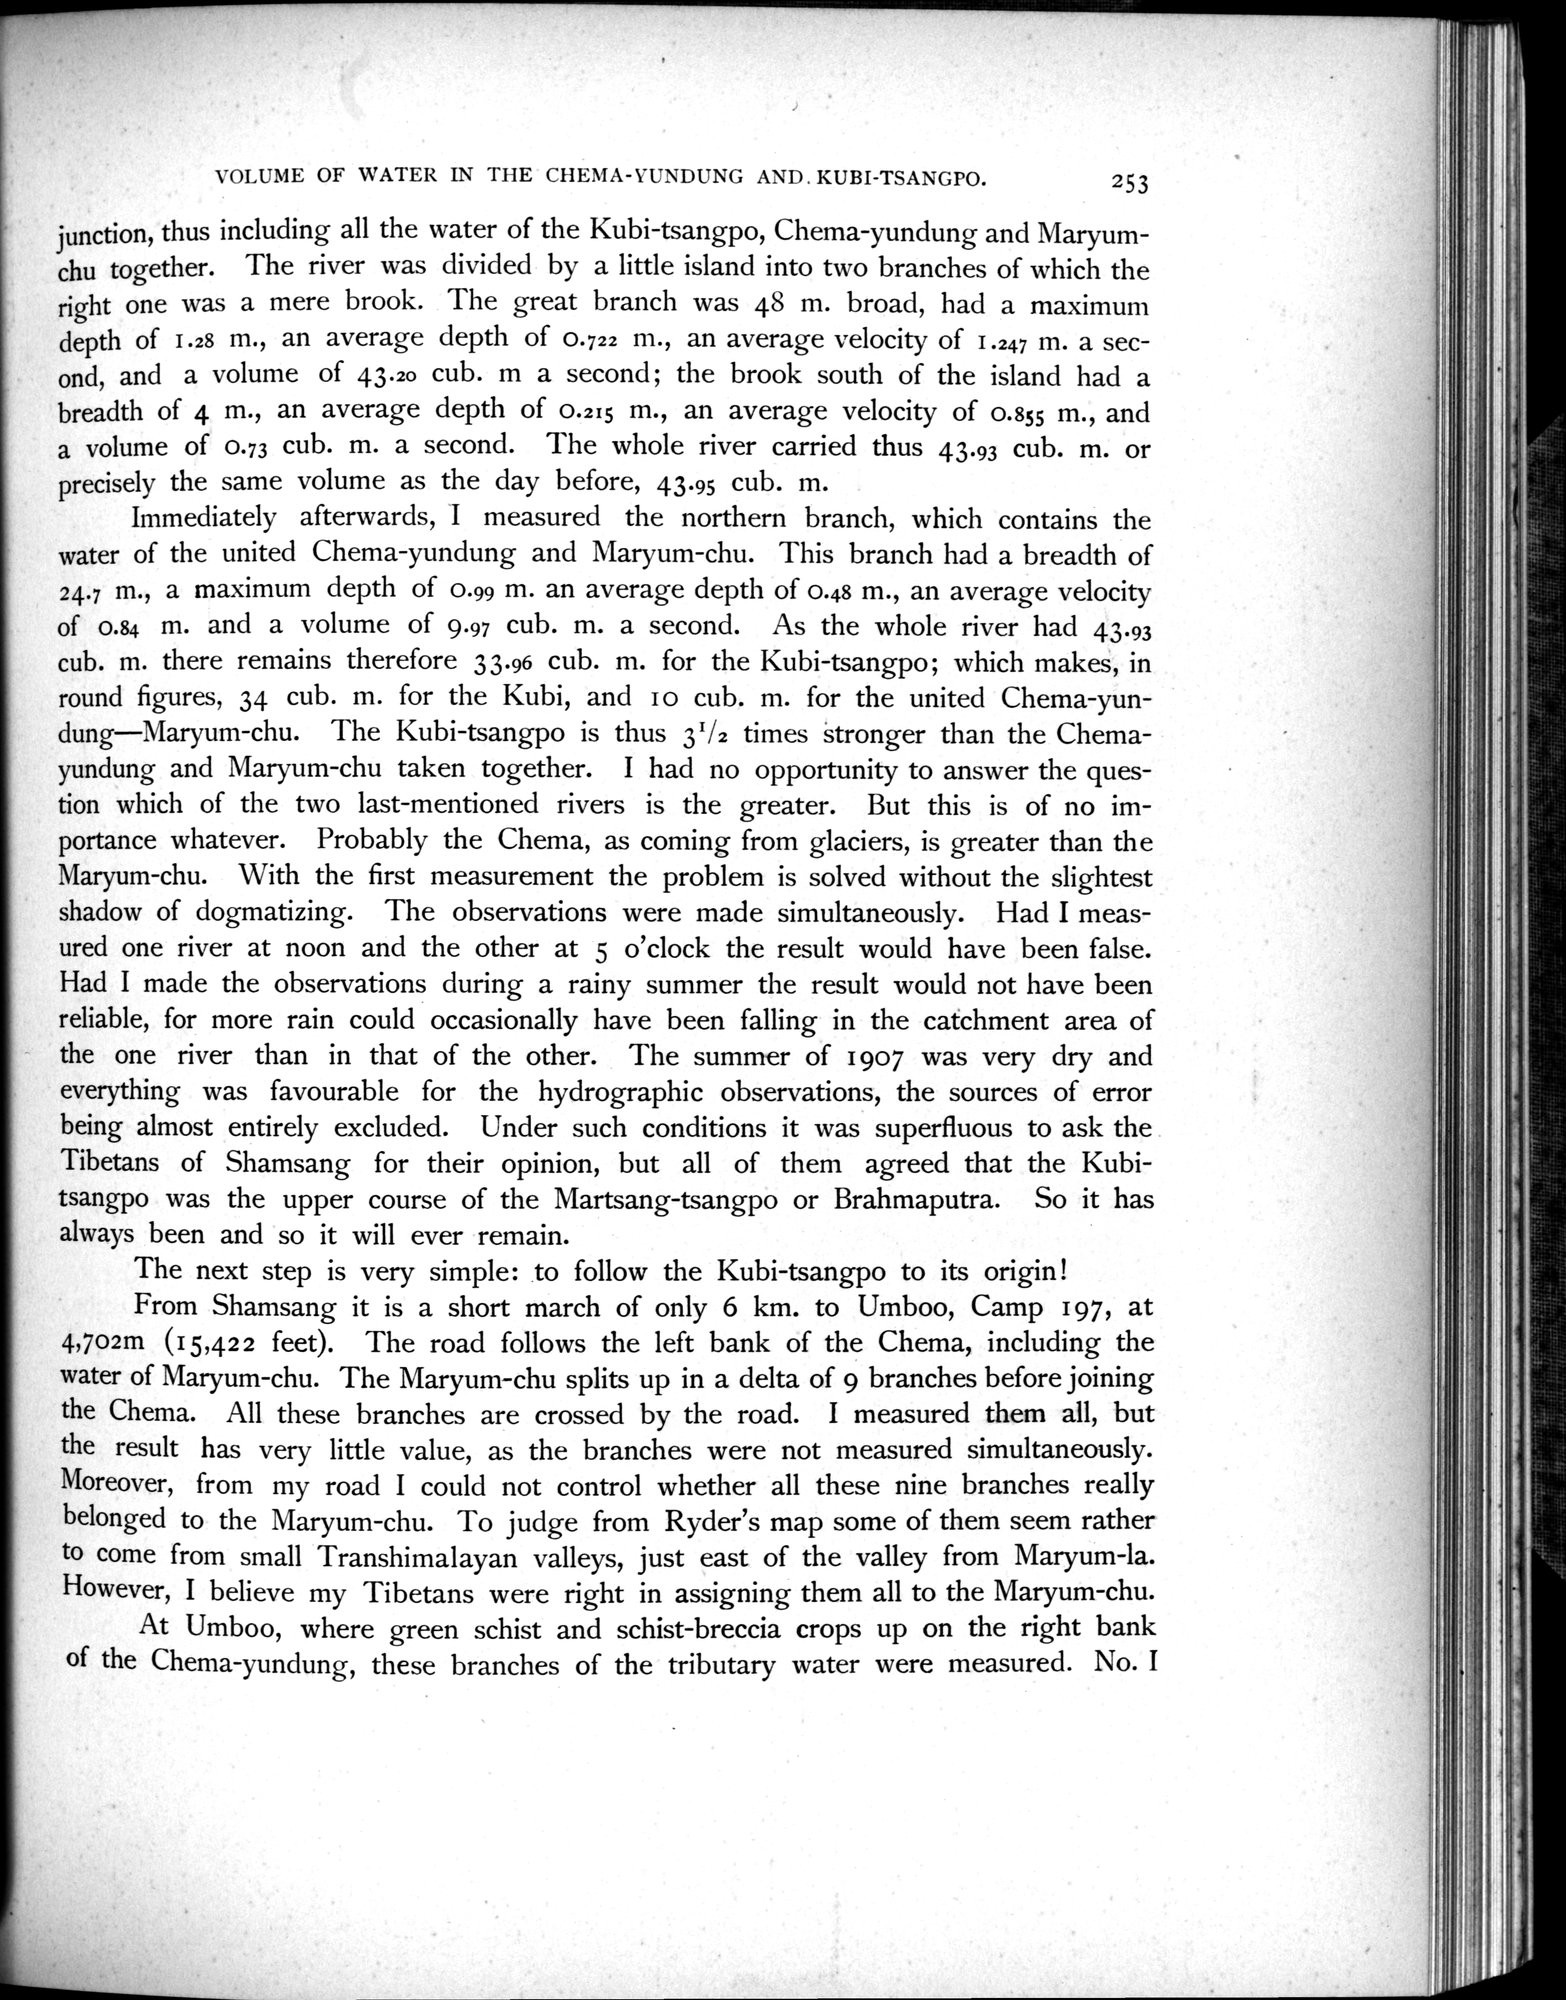 VOLUME OF WATER IN THE CHEMA-YUNDUNG AND. KUBI-TSANGPO. 253
junction, thus including all the water of the Kubi-tsangpo, Chema-yundung and Maryum-
chu together. The river was divided by a little island into two branches of which the
right one was a mere brook. The great branch was 48 m. broad, had a maximum
depth of 1.28 m., an average depth of 0.722 m., an average velocity of 1.247 m. a sec-
ond, and a volume of 43.20 cub. m a second; the brook south of the island had a
breadth of 4 m., an average depth of 0.215 m., an average velocity of 0.855 m., and
a volume of 0.73 cub. m. a second. The whole river carried thus 43.93 cub. m. or
precisely the same volume as the day before, 43.95 cub. m.
Immediately afterwards, I measured the northern branch, which contains the
water of the united Chema-yundung and Maryum-chu. This branch had a breadth of
24.7 m., a maximum depth of 0.99 m. an average depth of 0.48 m., an average velocity
of 0.84 m. and a volume of 9.97 cub. m. a second. As the whole river had 43.93
cub. m. there remains therefore 33.96 cub. m. for the Kubi-tsangpo; which makes, in
round figures, 34 cub. m. for the Kubi, and 10 cub. m. for the united Chema-yun-
dung—Maryum-chu. The Kubi-tsangpo is thus 3 1/2 times stronger than the Chema-
yundung and Maryum-chu taken together. I had no opportunity to answer the ques-
tion which of the two last-mentioned rivers is the greater. But this is of no im-
portance whatever. Probably the Chema, as coming from glaciers, is greater than the
Maryum-chu. With the first measurement the problem is solved without the slightest
shadow of dogmatizing. The observations were made simultaneously. Had I meas-
ured one river at noon and the other at 5 o'clock the result would have been false.
Had I made the observations during a rainy summer the result would not have been
reliable, for more rain could occasionally have been falling in the catchment area of
the one river than in that of the other. The summer of 1907 was very dry and
everything was favourable for the hydrographic observations, the sources of error
being almost entirely excluded. Under such conditions it was superfluous to ask the
Tibetans of Shamsang for their opinion, but all of them agreed that the Kubi-
tsangpo was the upper course of the Martsang-tsangpo or Brahmaputra. So it has
always been and so it will ever remain.
The next step is very simple: to follow the Kubi-tsangpo to its origin!
From Shamsang it is a short march of only 6 km. to Umboo, Camp 197, at
4,702m (15,422 feet). The road follows the left bank of the Chema, including the
water of Maryum-chu. The Maryum-chu splits up in a delta of 9 branches before joining
the Chema. All these branches are crossed by the road. I measured them all, but
the result has very little value, as the branches were not measured simultaneously.
Moreover, from my road I could not control whether all these nine branches really
belonged to the Maryum-chu. To judge from Ryder's map some of them seem rather
to come from small Transhimalayan valleys, just east of the valley from Maryum-la.
However, I believe my Tibetans were right in assigning them all to the Maryum-chu.
At Umboo, where green schist and schist-breccia crops up on the right bank
of the Chema-yundung, these branches of the tributary water were measured. No. I